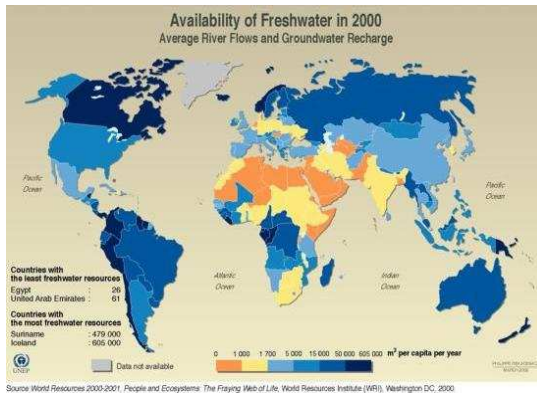 Availability of Freshwater in 2000
Average River Flows and Groundwater Recharge
Pacific
Ocean
Pacific
Ocean
Atlantic
Ocean
Indian
Ocean
Countries with
the least freshwater resources
Egypt : 26
United Arab Emirates : 61
Countries with
the most freshwater resources
Suriname : 479 000
Iceland : 605 000
UNEP
Data not available
0 1 000 1 700 5 000 15 000 50 000 605 000 m³ per capita per year
Source World Resources 2000-2001, People and Ecosystems The Fraying Web of Life, World Resources Institute (WRI), Washington DC, 2000